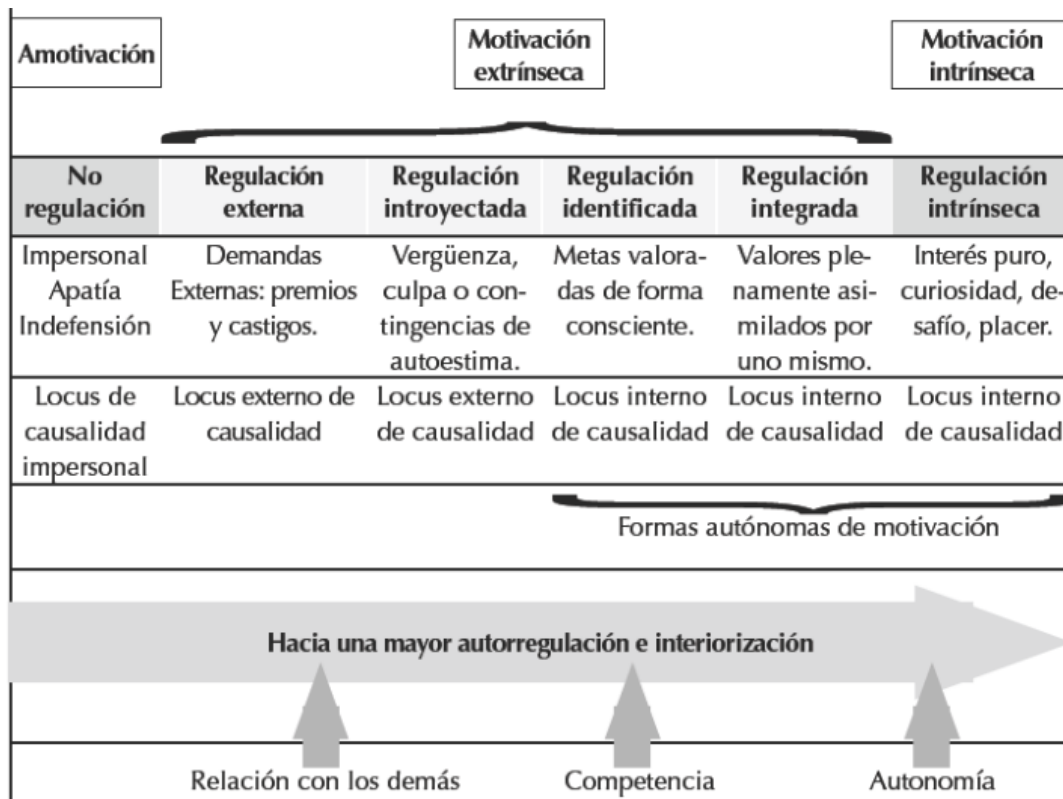 Amotivación
Motivación
extrínseca
Motivación
intrínseca
No
regulación
Regulación
externa
Regulación
introyectada
Regulación
identificada
Regulación
integrada
Regulación
intrínseca
Impersonal
Apatía
Indefensión
Demandas
Externas: premios
y castigos.
Vergüenza,
culpa o con-
tingencias de
autoestima.
Metas valora-
das de forma
consciente.
Valores ple-
namente asi-
milados por
uno mismo.
Interés puro,
curiosidad, de-
safío, placer.
Locus de
causalidad
impersonal
Locus externo de
causalidad
Locus externo
de causalidad
Locus interno
de causalidad
Locus interno
de causalidad
Locus interno
de causalidad
Formas autónomas de motivación
Hacia una mayor autorregulación e interiorización
Relación con los demás
Competencia
Autonomía